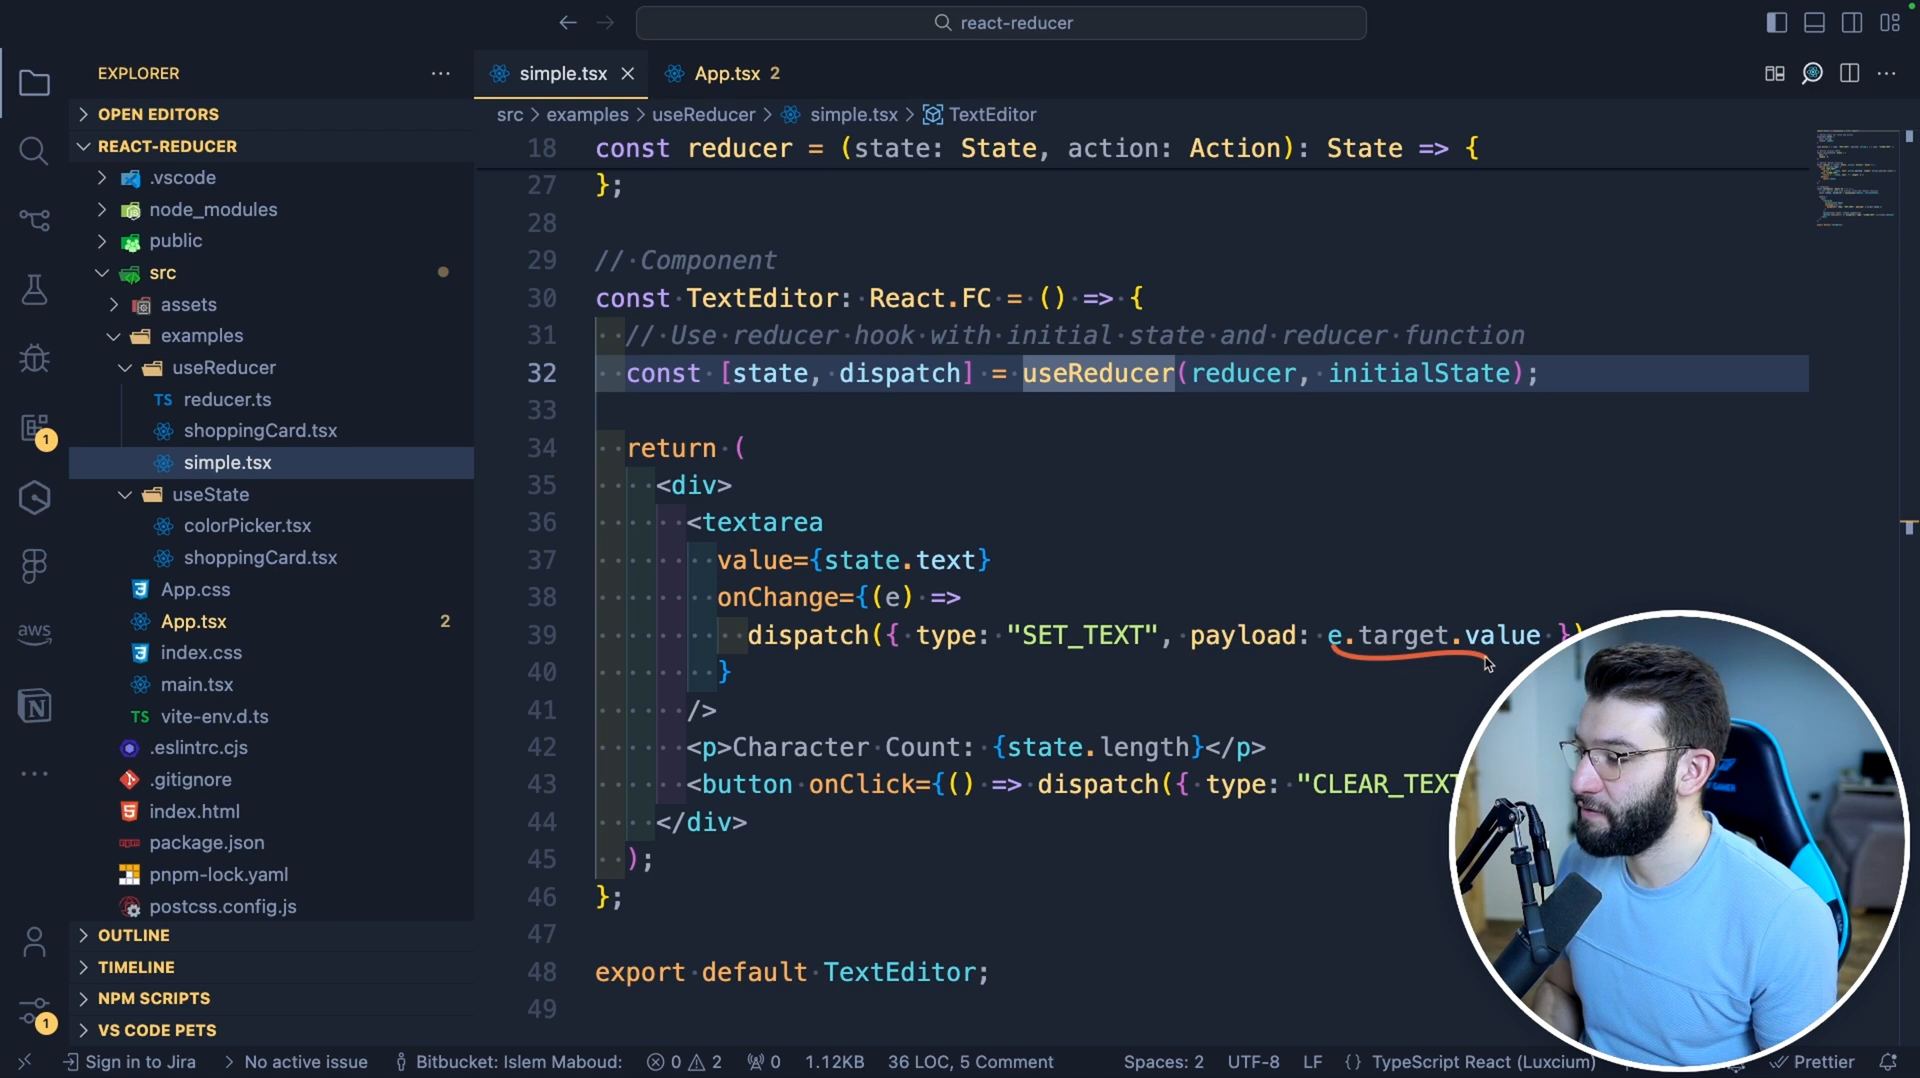 react-reducer
EXPLORER
simple.tsx
App.tsx 2
OPEN EDITORS
src > examples > useReducer > simple.tsx > TextEditor
REACT-REDUCER
.vscode
node_modules
public
src
assets
examples
useReducer
reducer.ts
shoppingCard.tsx
simple.tsx
useState
colorPicker.tsx
shoppingCard.tsx
App.css
App.tsx 2
index.css
main.tsx
vite-env.d.ts
.eslintrc.cjs
.gitignore
index.html
package.json
pnpm-lock.yaml
postcss.config.js
OUTLINE
TIMELINE
NPM SCRIPTS
VS CODE PETS
1
aws
1
18 const reducer = (state: State, action: Action): State => {
27 };
28
29 // Component
30 const TextEditor: React.FC = () => {
31 // Use reducer hook with initial state and reducer function
32 const [state, dispatch] = useReducer(reducer, initialState);
33
34 return (
35 <div>
36 <textarea
37 value={state.text}
38 onChange={(e) =>
39 dispatch({ type: "SET_TEXT", payload: e.target.value })
40 }
41 />
42 <p>Character Count: {state.length}</p>
43 <button onClick={() => dispatch({ type: "CLEAR_TEXT
44 </div>
45 );
46 };
47
48 export default TextEditor;
49
Sign in to Jira > No active issue Bitbucket: Islem Maboud: 0 2 0 1.12KB 36 LOC, 5 Comment Spaces: 2 UTF-8 LF {} TypeScript React (Luxcium) Prettier